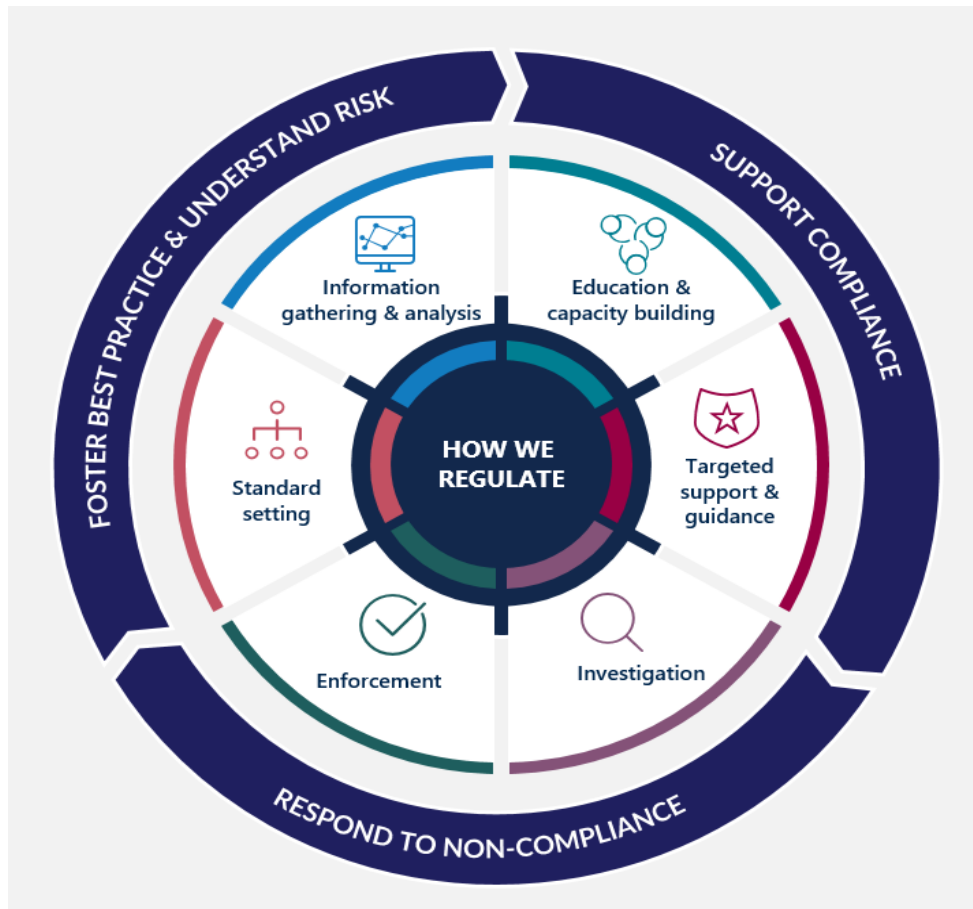 FOSTER BEST PRACTICE & UNDERSTAND RISK
SUPPORT COMPLIANCE
RESPOND TO NON-COMPLIANCE
Information
gathering & analysis
Education &
capacity building
Standard
setting
HOW WE
REGULATE
Targeted
support &
guidance
Enforcement
Investigation